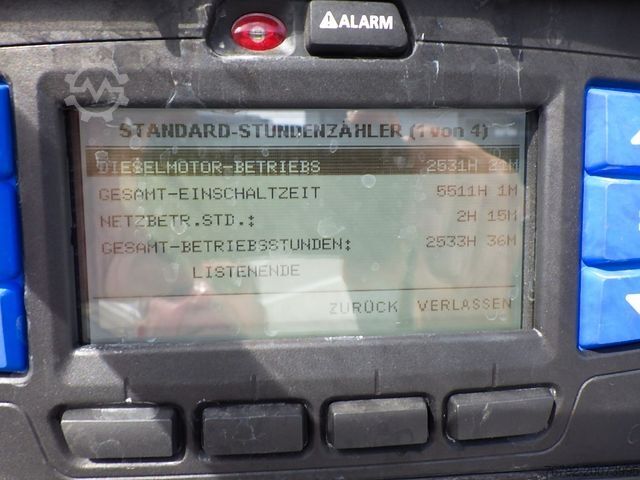 ALARM
STANDARD-STUNDENZÄHLER (1 von 4)
DIESELMOTOR-BETRIEBS 2531H 21M
GESAMT-EINSCHALTZEIT 5511H 1M
NETZBETR.STD.: 2H 15M
GESAMT-BETRIEBSSTUNDEN: 2533H 36M
LISTENENDE
ZURÜCK VERLASSEN